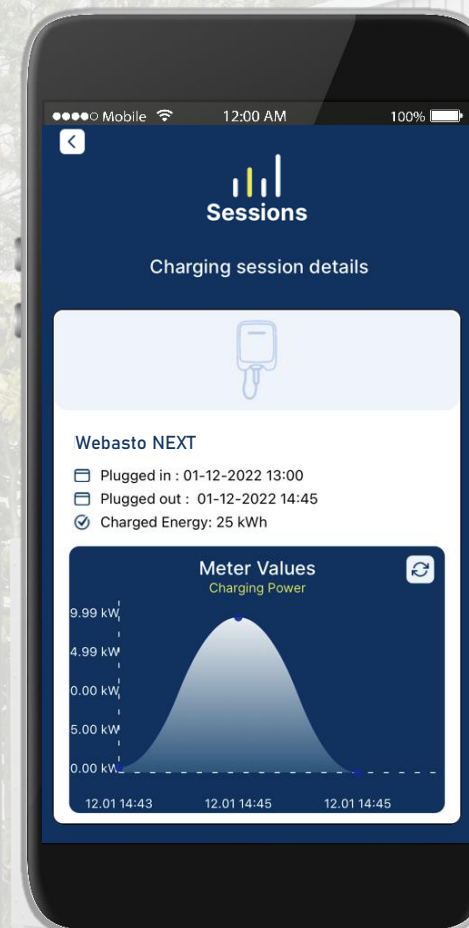 Mobile 12:00 AM 100%
Sessions
Charging session details
Webasto NEXT
Plugged in : 01-12-2022 13:00
Plugged out : 01-12-2022 14:45
Charged Energy: 25 kWh
Meter Values
Charging Power
9.99 kW
4.99 kW
0.00 kW
5.00 kW
0.00 kW
12.01 14:43 12.01 14:45 12.01 14:45